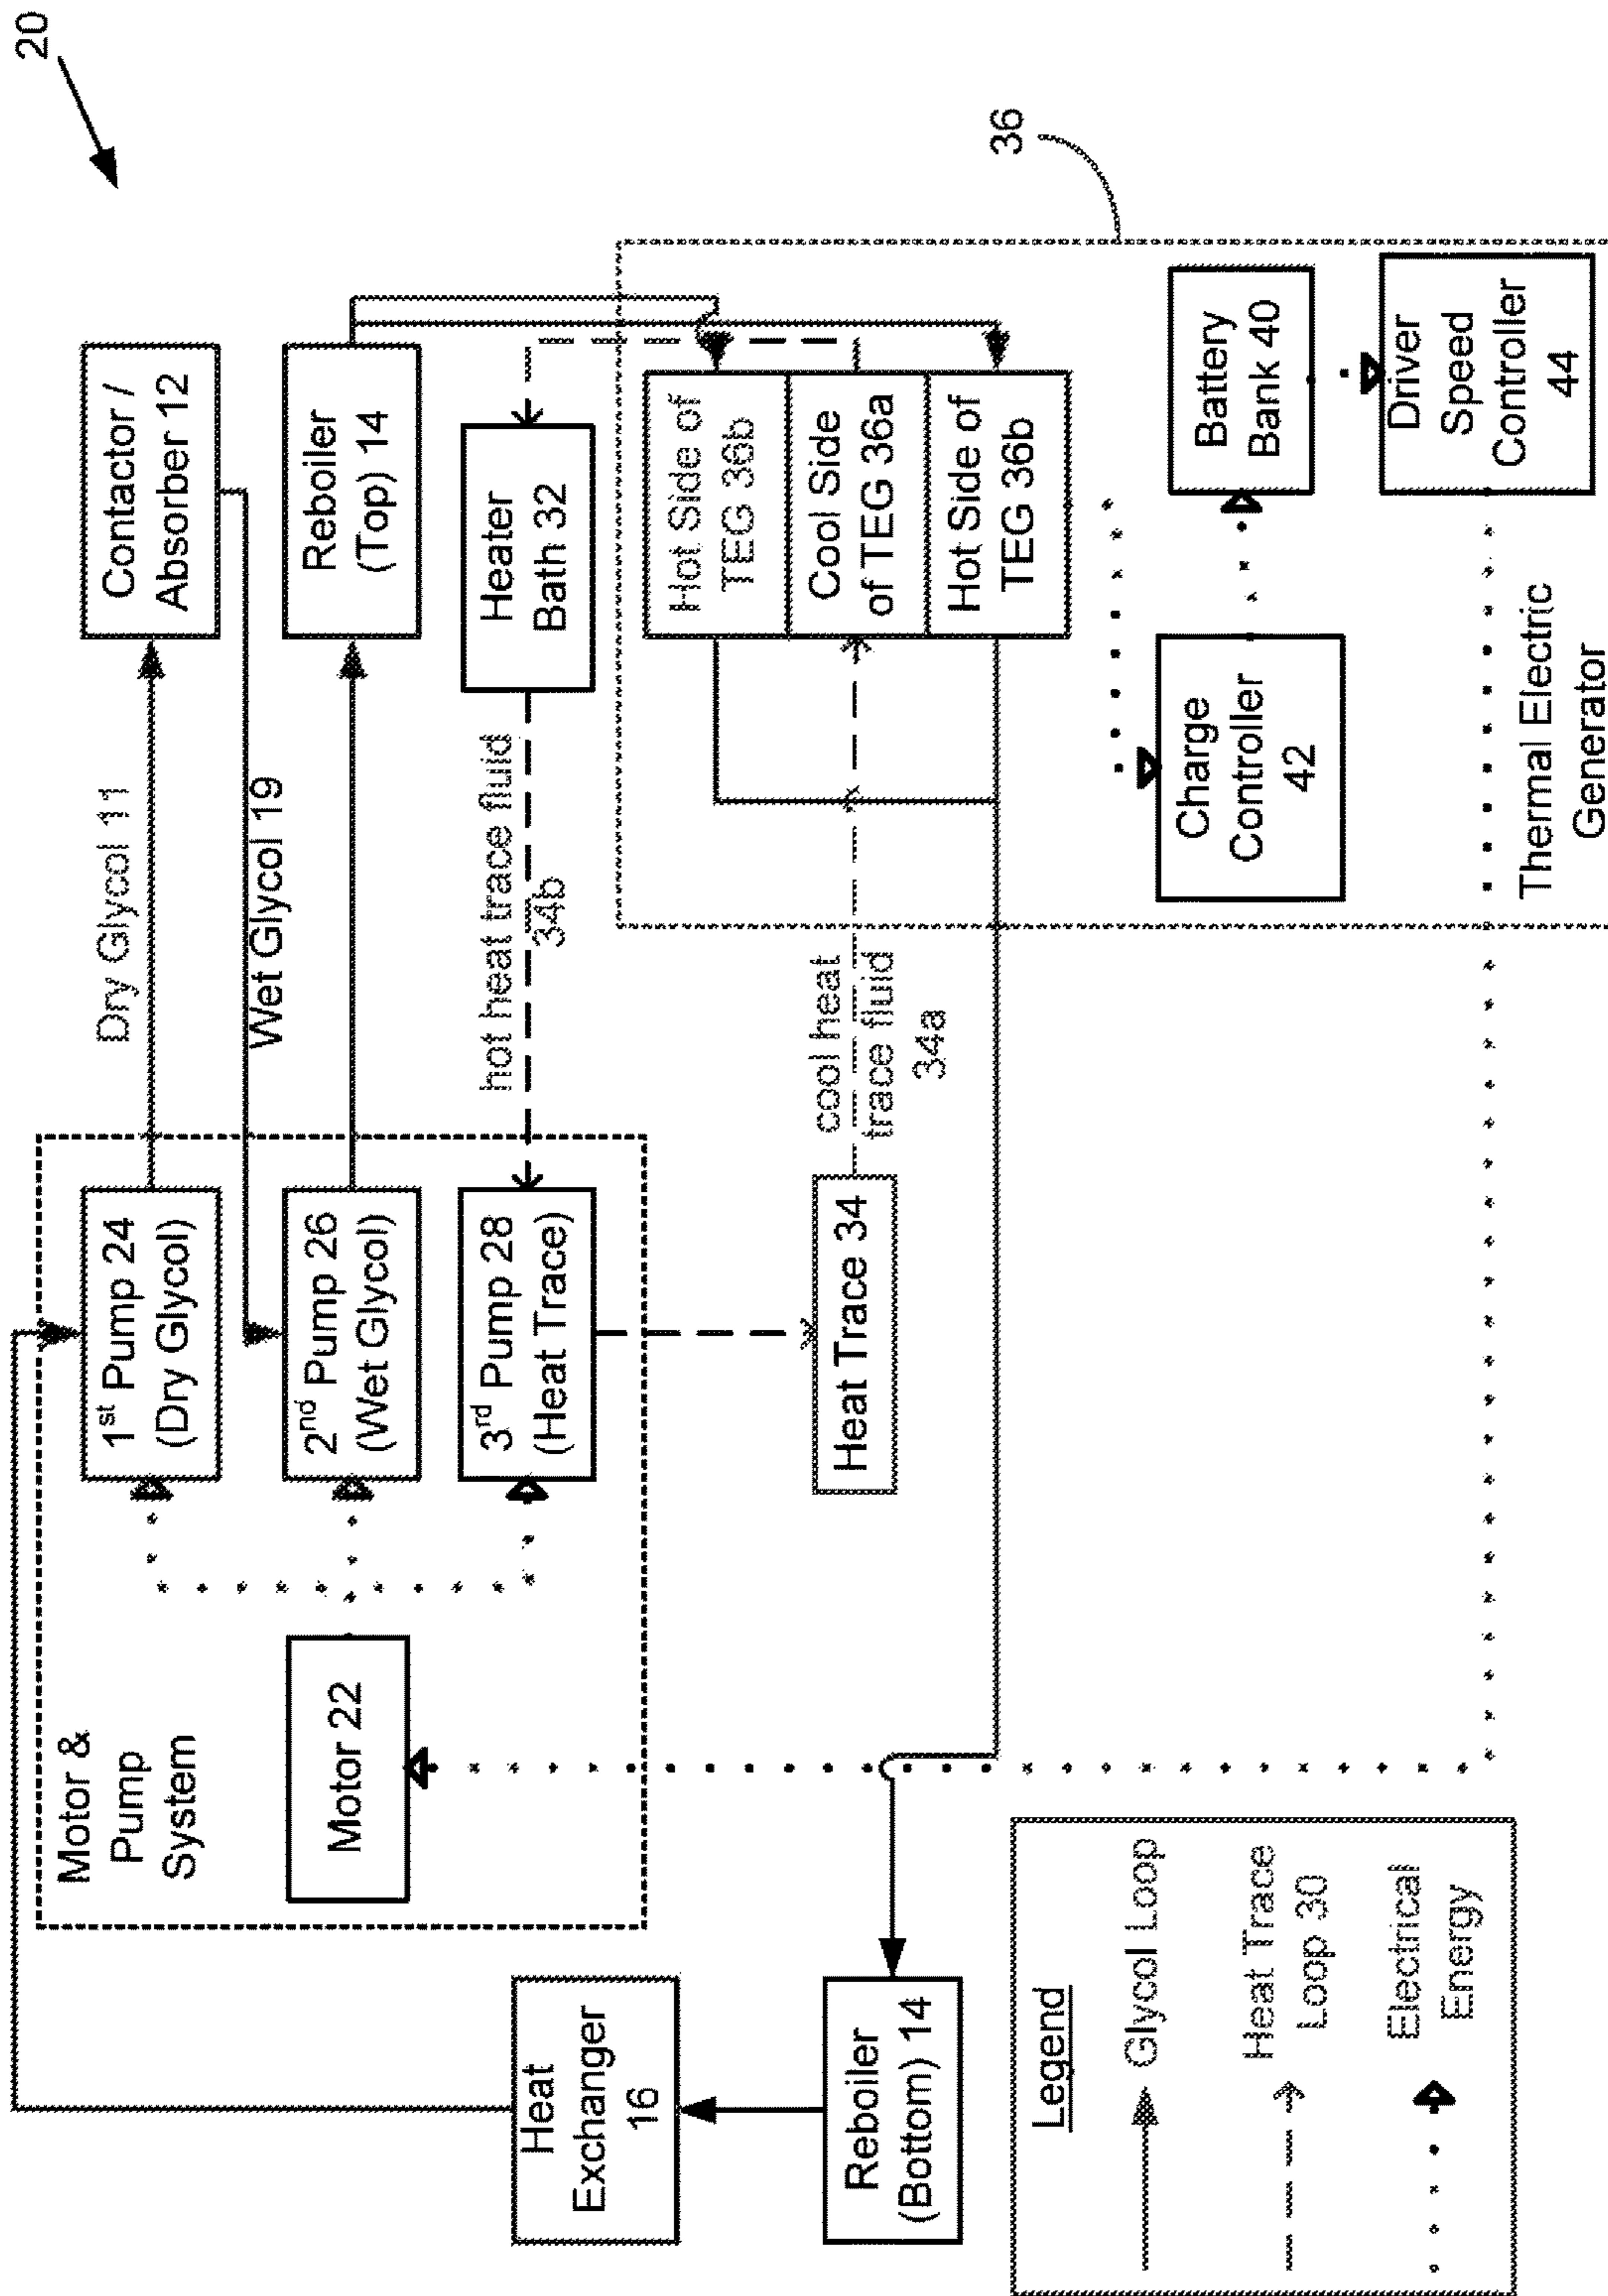 20
Motor &
Pump
System
Motor 22
1st Pump 24
(Dry Glycol)
2nd Pump 26
(Wet Glycol)
3rd Pump 28
(Heat Trace)
Dry Glycol 11
Wet Glycol 19
Contactor /
Absorber 12
Reboiler
(Top) 14
Heater
Bath 32
hot heat trace fluid
34b
Heat
Exchanger
16
Reboiler
(Bottom) 14
Heat Trace 34
cool heat
trace fluid
34a
36
Hot Side of
TEG 36b
Cool Side
of TEG 36a
Hot Side of
TEG 36b
Charge
Controller
42
Battery
Bank 40
Driver
Speed
Controller
44
Thermal Electric
Generator
Legend
Glycol Loop
Heat Trace
Loop 30
Electrical
Energy